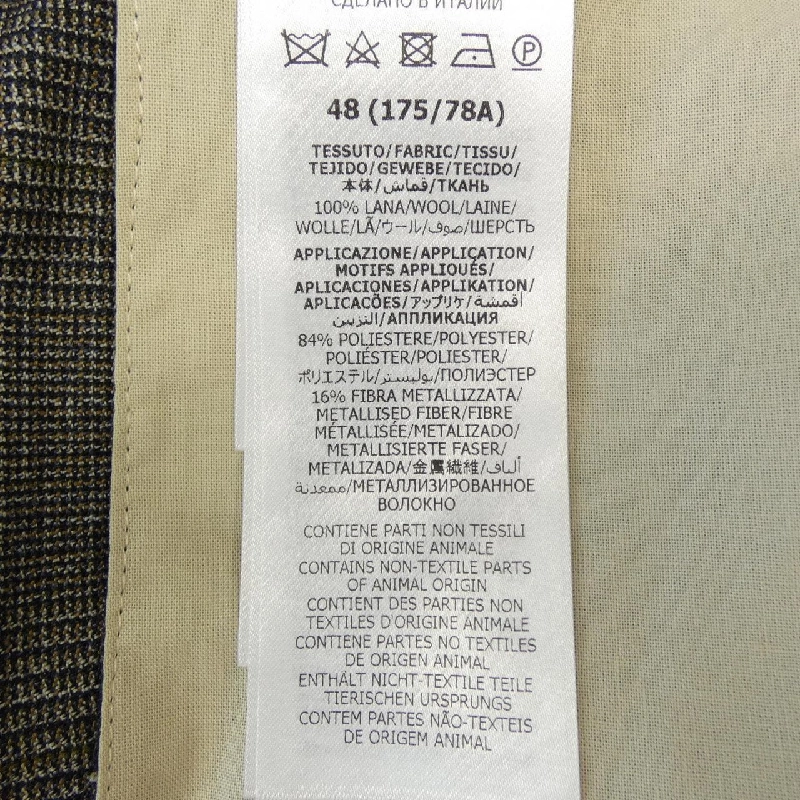 СДЕЛАНО В ИТАЛИИ
P
48 (175/78A)
TESSUTO/FABRIC/TISSU/
TEJIDO/GEWEBE/TECIDO/
本体/قماش/ТКАНЬ
100% LANA/WOOL/LAINE/
WOLLE/LÃ/ウール/صوف/ШЕРСТЬ
APPLICAZIONE/APPLICATION/
MOTIFS APPLIQUÉS/
APLICACIONES/APPLIKATION/
APLICACÕES/アップリケ/أقمشة
التزيين/АППЛИКАЦИЯ
84% POLIESTERE/POLYESTER/
POLIÉSTER/POLIESTER/
ポリエステル/بوليستر/ПОЛИЭСТЕР
16% FIBRA METALLIZZATA/
METALLISED FIBER/FIBRE
MÉTALLISÉE/METALIZADO/
METALLISIERTE FASER/
METALIZADA/金属繊維/ألياف
ممعدنة/МЕТАЛЛИЗИРОВАННОЕ
ВОЛОКНО
CONTIENE PARTI NON TESSILI
DI ORIGINE ANIMALE
CONTAINS NON-TEXTILE PARTS
OF ANIMAL ORIGIN
CONTIENT DES PARTIES NON
TEXTILES D'ORIGINE ANIMALE
CONTIENE PARTES NO TEXTILES
DE ORIGEN ANIMAL
ENTHÄLT NICHT-TEXTILE TEILE
TIERISCHEN URSPRUNGS
CONTEM PARTES NÃO-TEXTEIS
DE ORIGEM ANIMAL